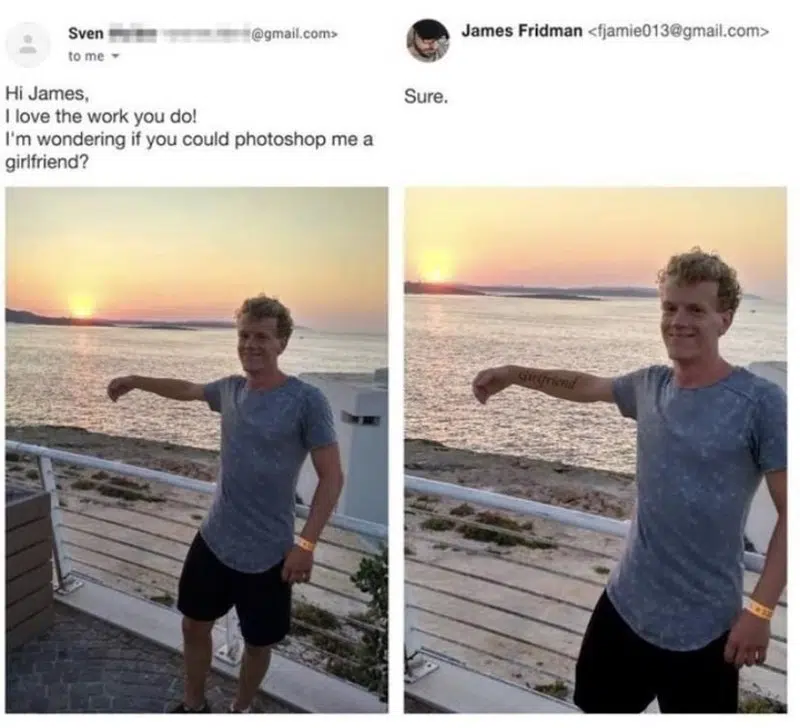 Sven @gmail.com>
to me
Hi James,
I love the work you do!
I'm wondering if you could photoshop me a
girlfriend?
James Fridman <fjamie013@gmail.com>
Sure.
Girlfriend